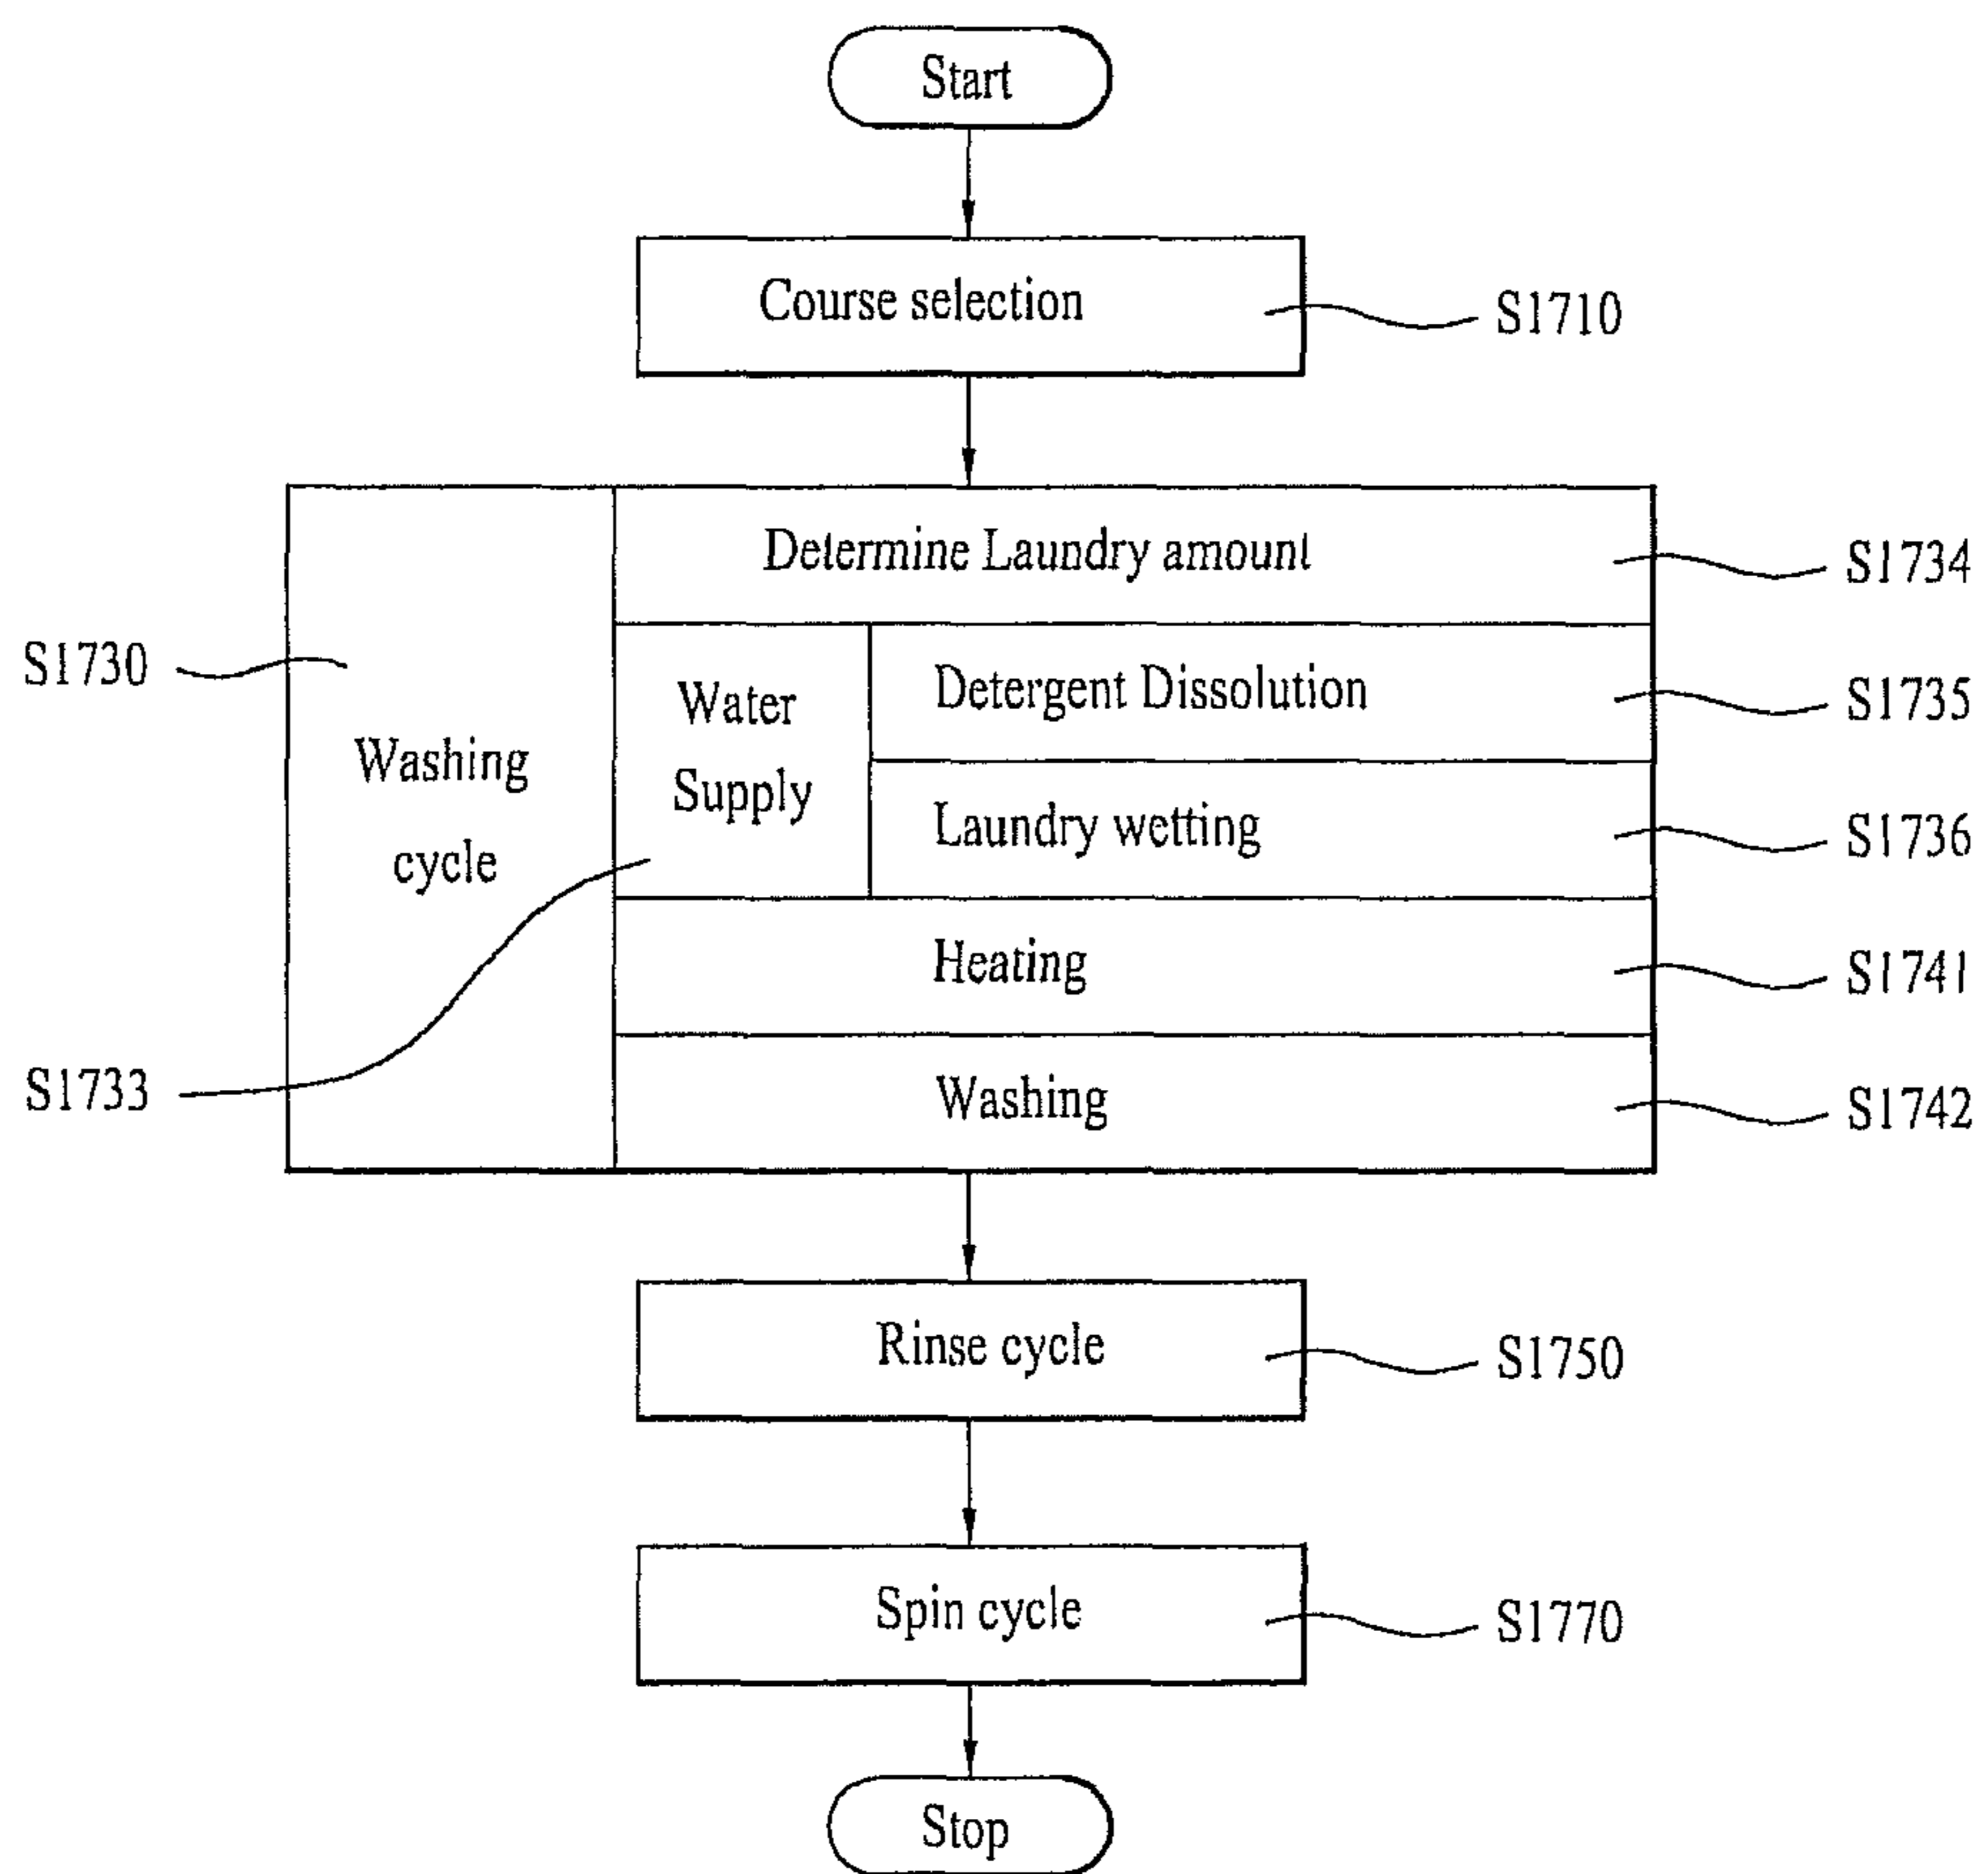 Start
Course selection
S1710
Determine Laundry amount
S1734
S1730
Washing
cycle
Water
Supply
Detergent Dissolution
S1735
Laundry wetting
S1736
Heating
S1741
S1733
Washing
S1742
Rinse cycle
S1750
Spin cycle
S1770
Stop